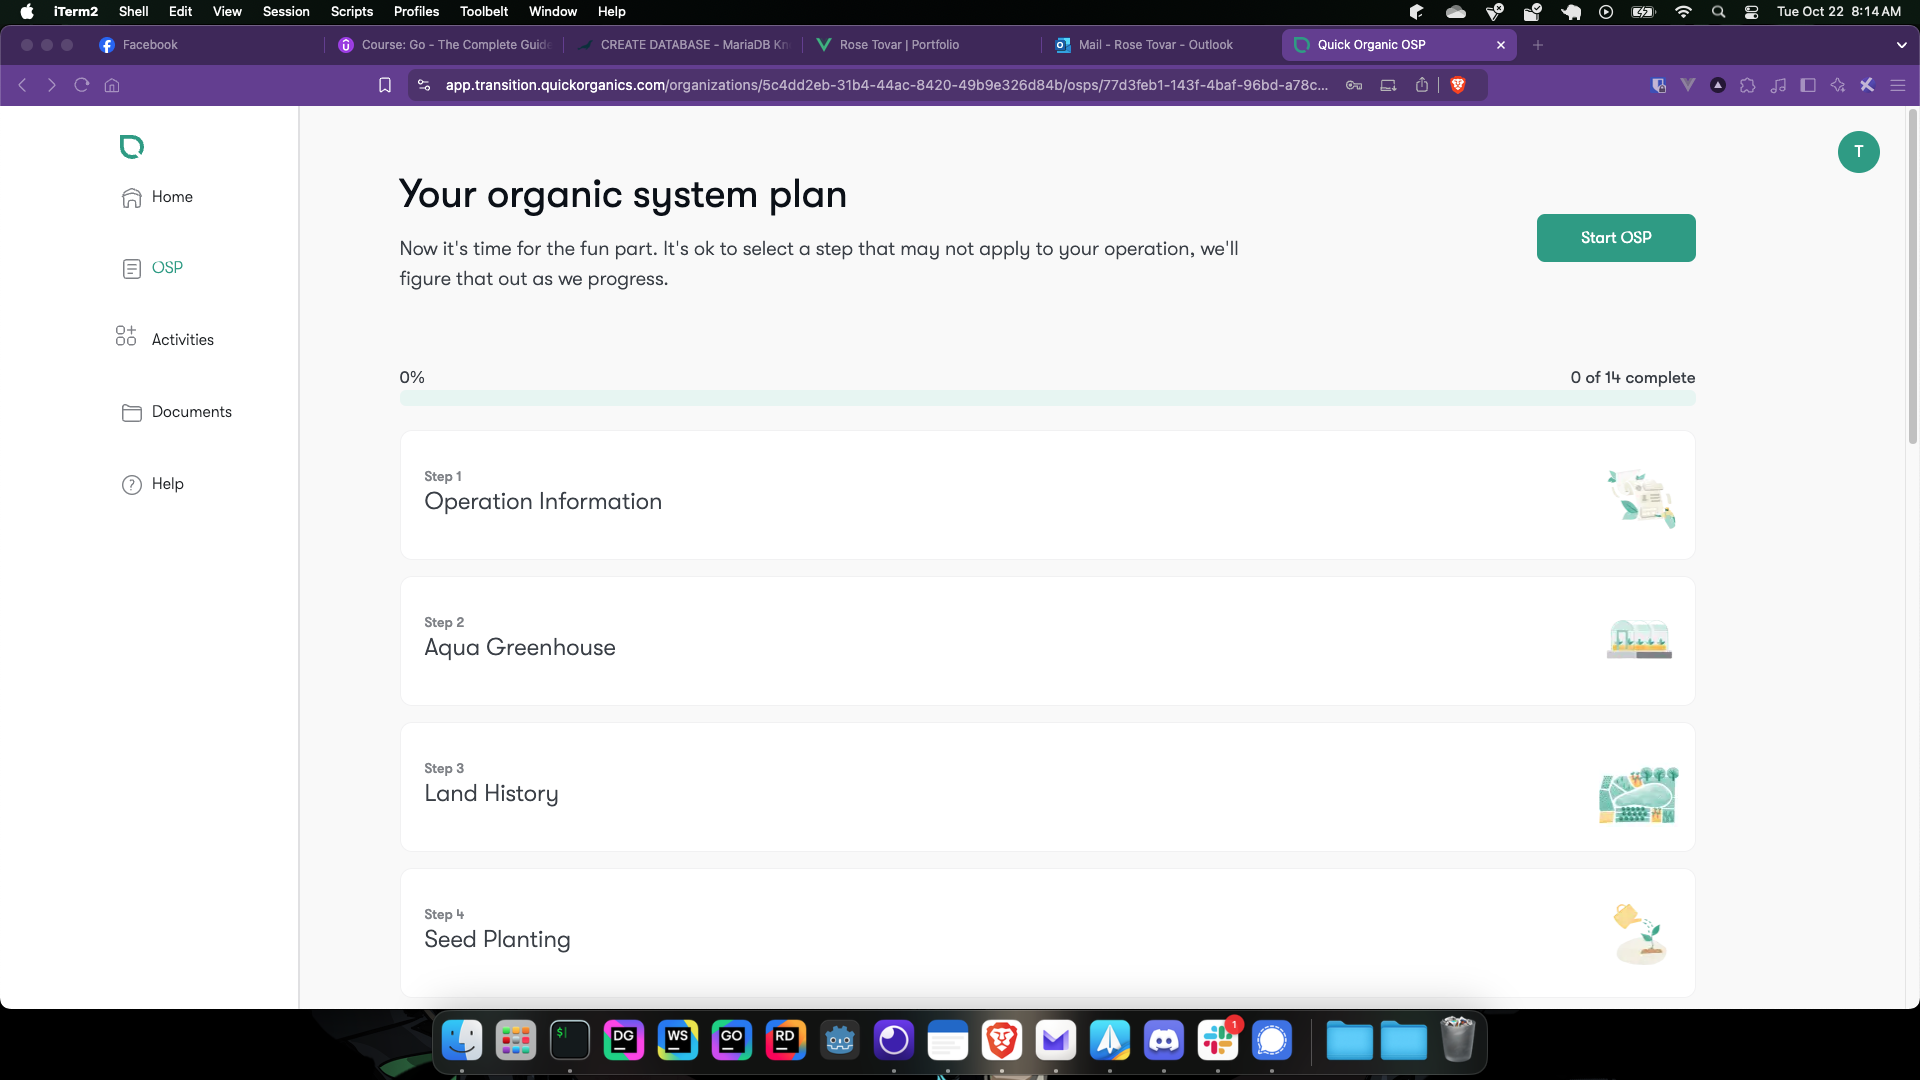 iTerm2 Shell Edit View Session Scripts Profiles Toolbelt Window Help Tue Oct 22 8:14 AM
Facebook Course: Go - The Complete Guide CREATE DATABASE - MariaDB Kn Rose Tovar | Portfolio Mail - Rose Tovar - Outlook Quick Organic OSP
app.transition.quickorganics.com/organizations/5c4dd2eb-31b4-44ac-8420-49b9e326d84b/osps/77d3feb1-143f-4baf-96bd-a78c...
T
Home
OSP
Activities
Documents
Help
Your organic system plan
Now it's time for the fun part. It's ok to select a step that may not apply to your operation, we'll
figure that out as we progress.
Start OSP
0% 0 of 14 complete
Step 1
Operation Information
Step 2
Aqua Greenhouse
Step 3
Land History
Step 4
Seed Planting
$ DG WS GO RD 1